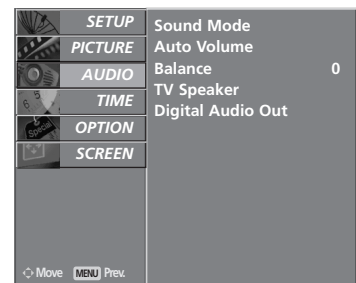 SETUP
PICTURE
AUDIO
TIME
OPTION
SCREEN
Move MENU Prev.
Sound Mode
Auto Volume
Balance 0
TV Speaker
Digital Audio Out